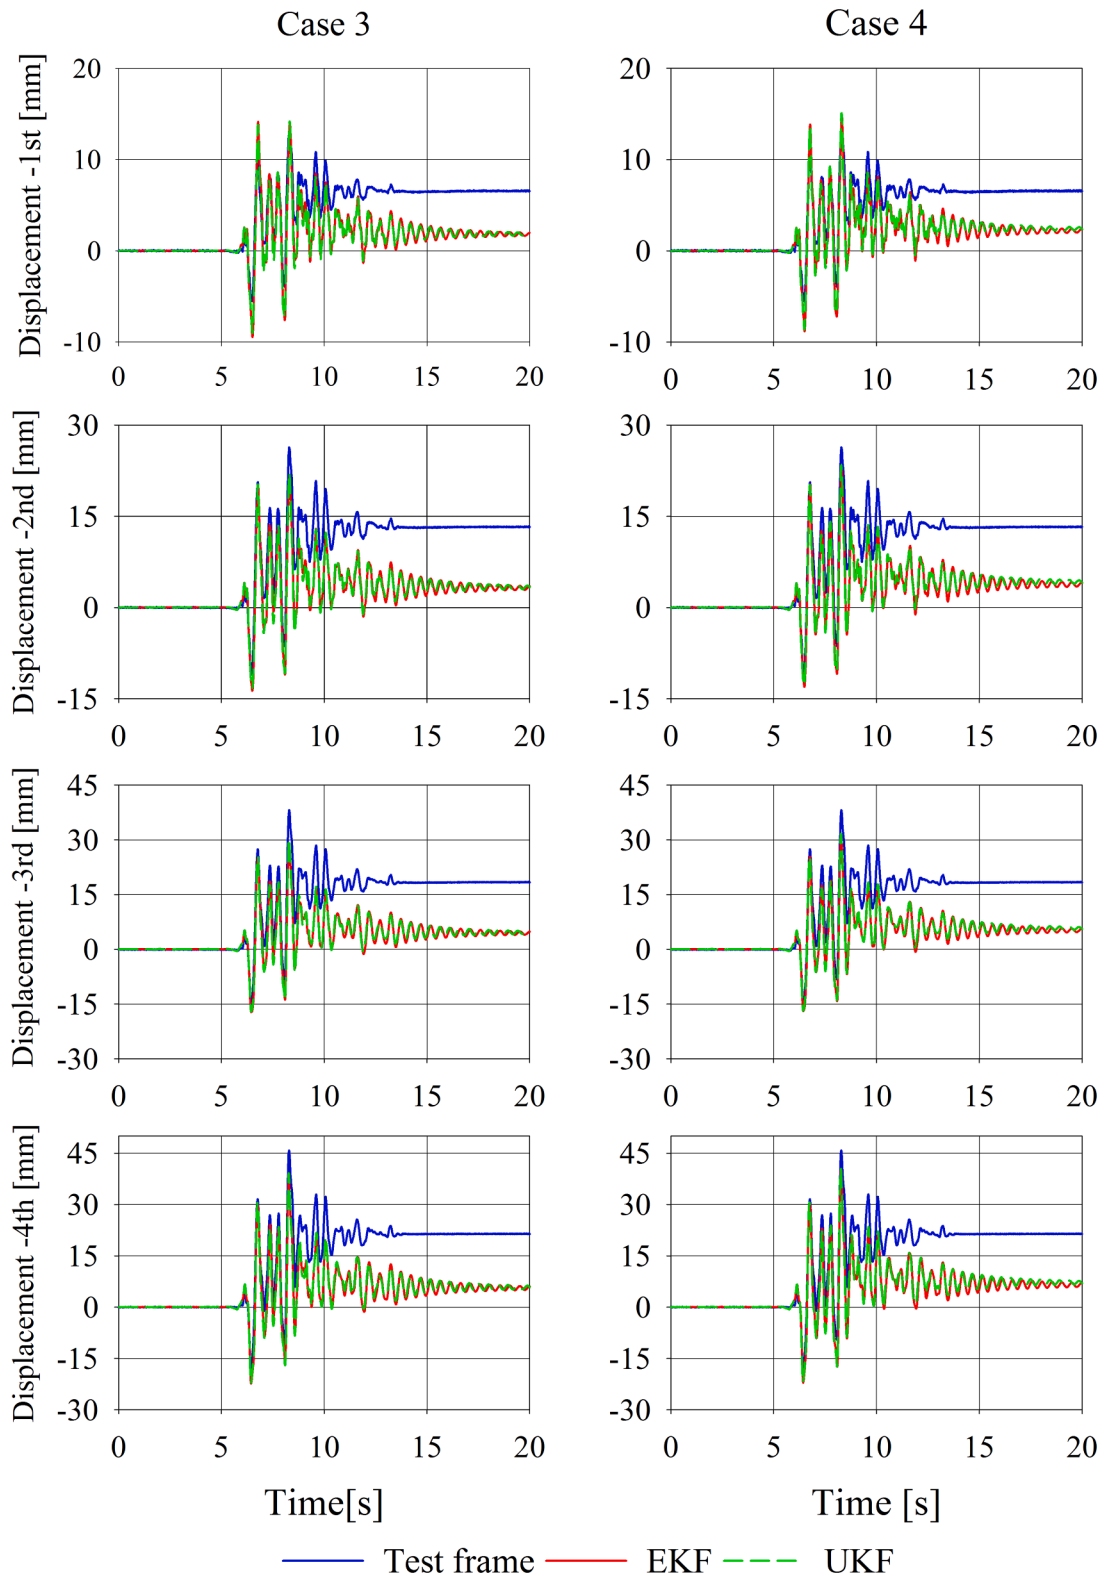 Case 3
Case 4
Displacement -1st [mm]
20
10
0
-10
0 5 10 15 20
20
10
0
-10
0 5 10 15 20
Displacement -2nd [mm]
30
15
0
-15
0 5 10 15 20
30
15
0
-15
0 5 10 15 20
Displacement -3rd [mm]
45
30
15
0
-15
-30
0 5 10 15 20
45
30
15
0
-15
-30
0 5 10 15 20
Displacement -4th [mm]
45
30
15
0
-15
-30
0 5 10 15 20
45
30
15
0
-15
-30
0 5 10 15 20
Time[s]
Time [s]
Test frame EKF UKF